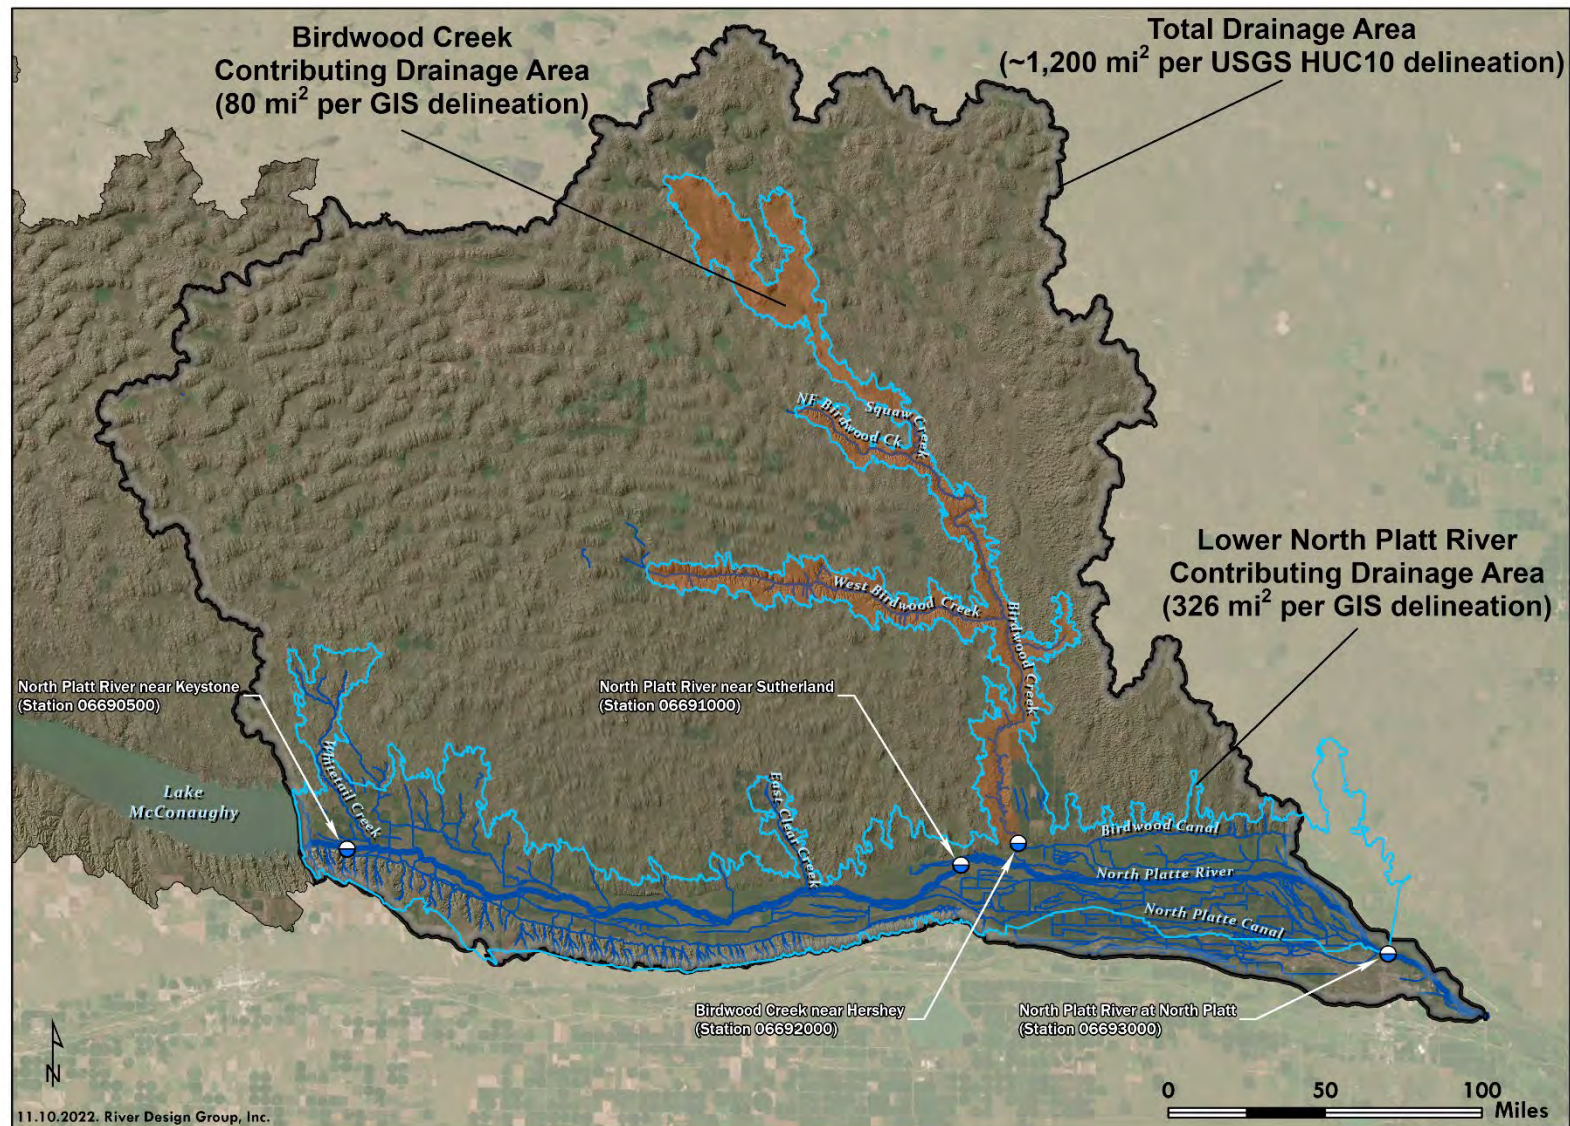 Birdwood Creek
Contributing Drainage Area
(80 mi² per GIS delineation)
Total Drainage Area
(~1,200 mi² per USGS HUC10 delineation)
Squaw Creek
NF Birdwood Ck
Lower North Platt River
Contributing Drainage Area
(326 mi² per GIS delineation)
West Birdwood Creek
Birdwood Creek
North Platt River near Keystone
(Station 06690500)
North Platt River near Sutherland
(Station 06691000)
Whitetail Creek
Lake
McConaughy
East Clear Creek
Birdwood Canal
North Platte River
North Platte Canal
Birdwood Creek near Hershey
(Station 06692000)
North Platt River at North Platt
(Station 06693000)
N
0 50 100
Miles
11.10.2022. River Design Group, Inc.